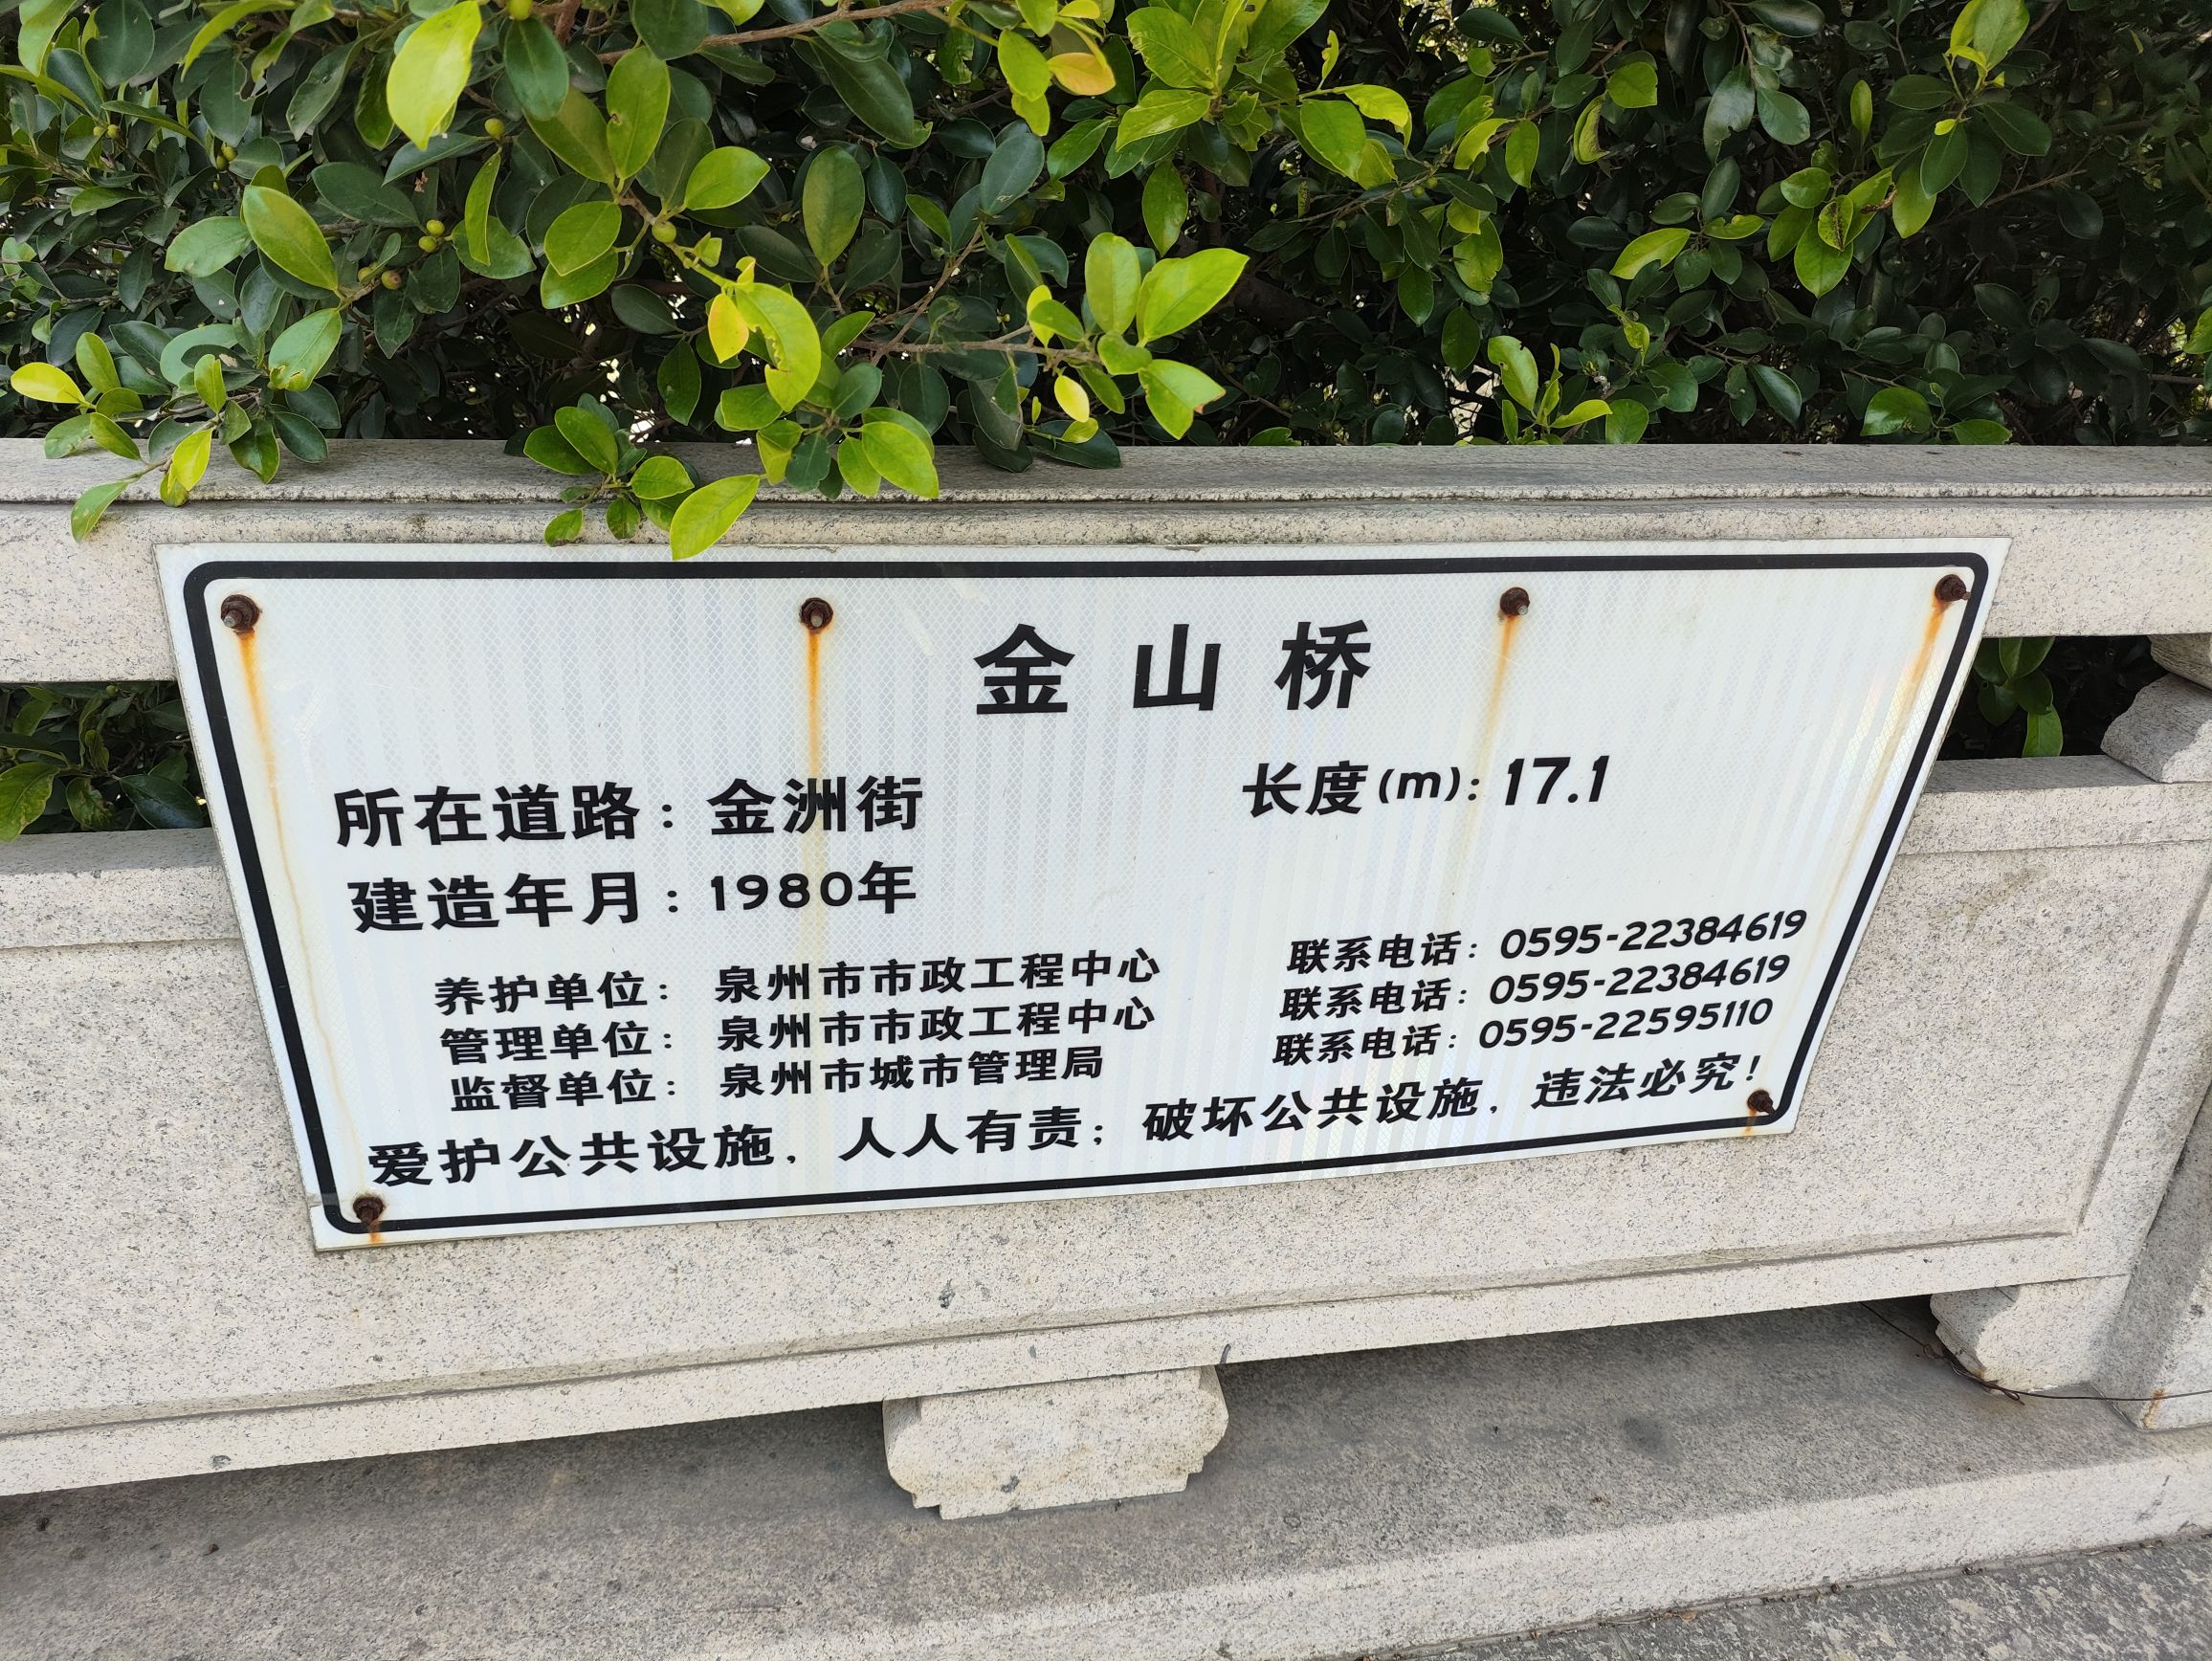 金山桥
所在道路：金洲街 长度(m)：17.1
建造年月：1980年
养护单位：泉州市市政工程中心 联系电话：0595-22384619
管理单位：泉州市市政工程中心 联系电话：0595-22384619
监督单位：泉州市城市管理局 联系电话：0595-22595110
爱护公共设施，人人有责；破坏公共设施，违法必究！